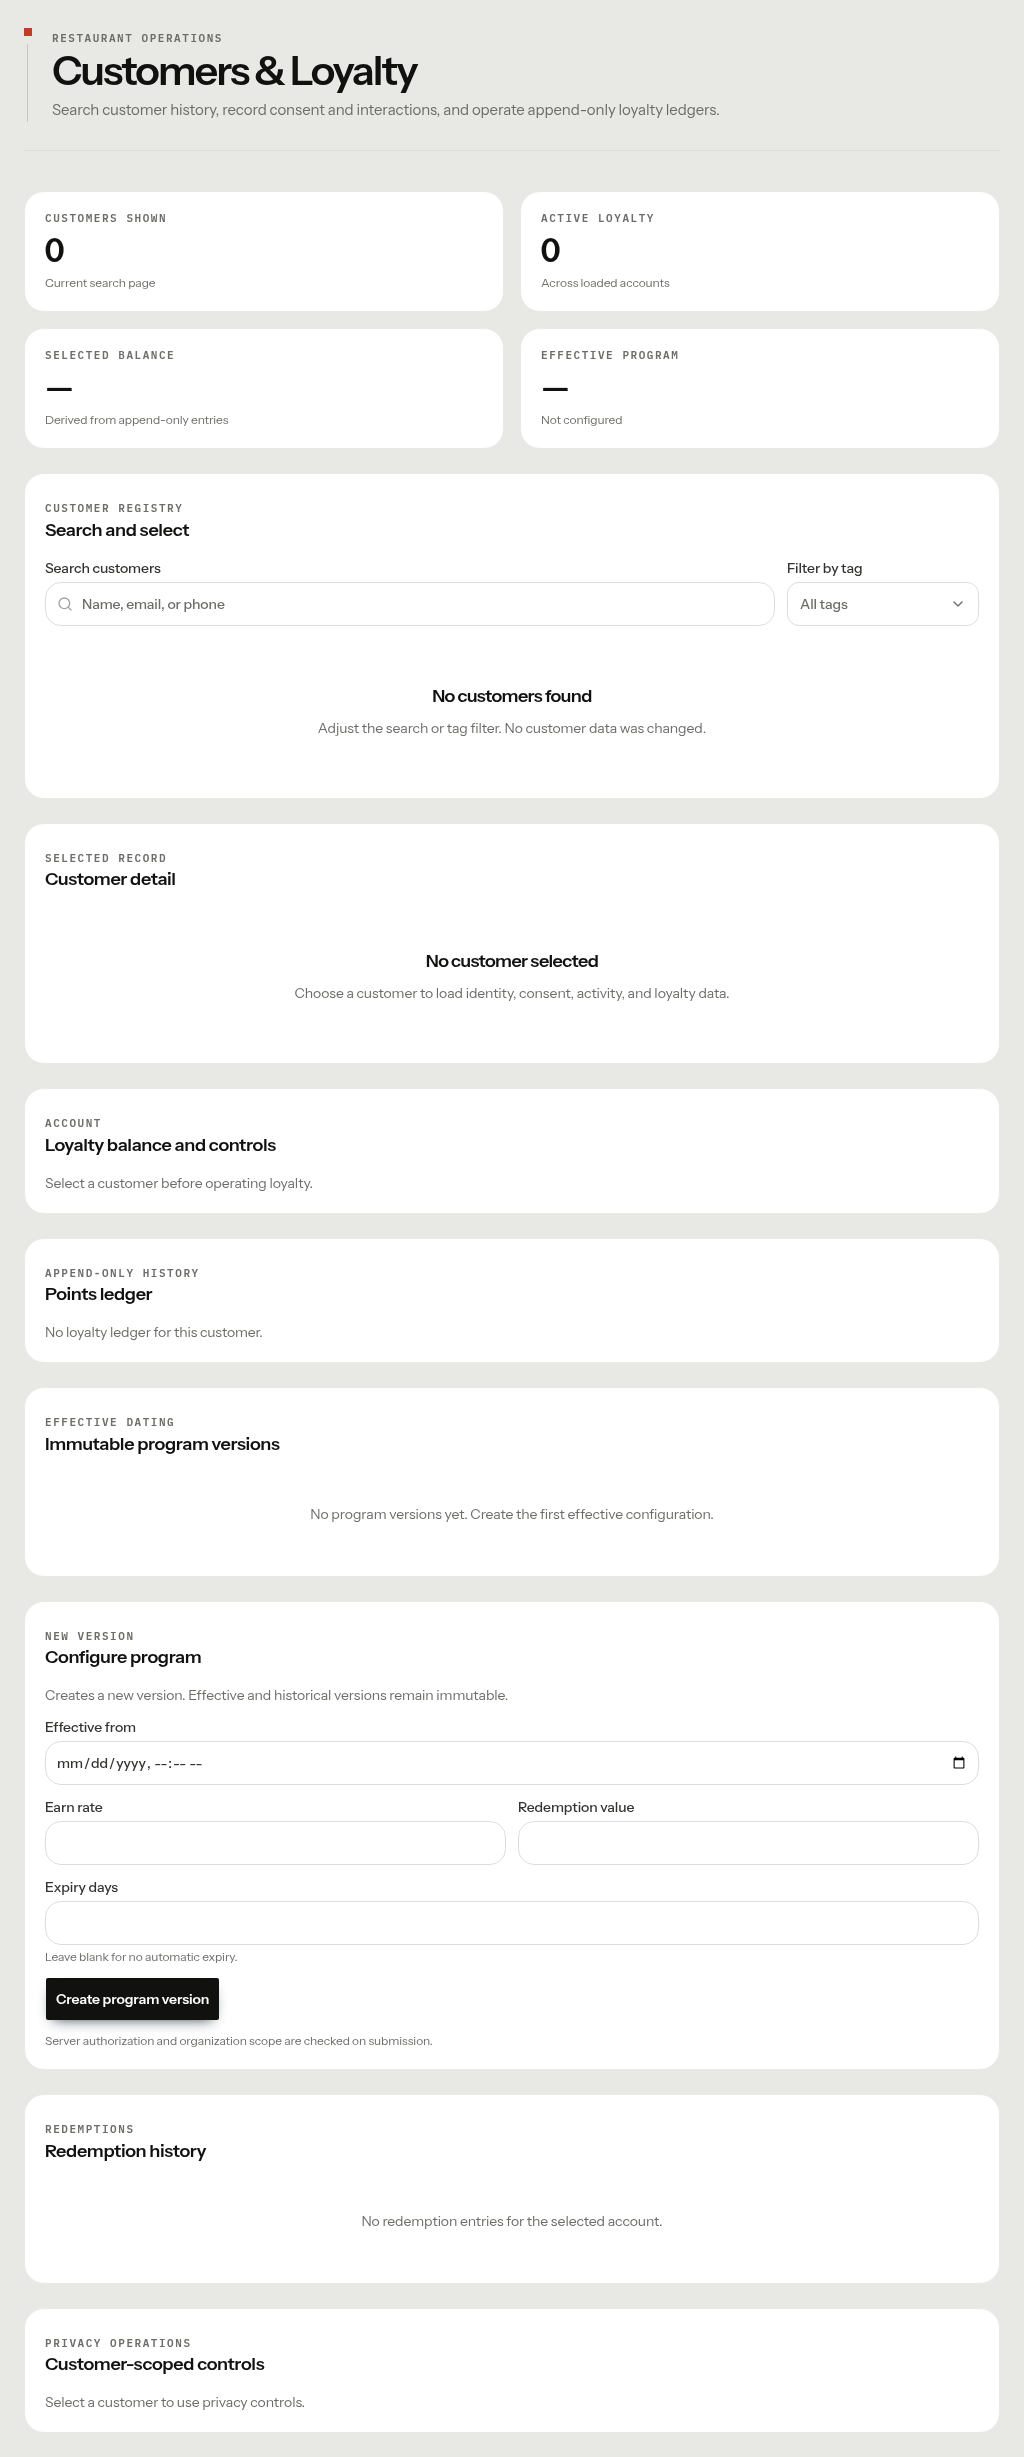 RESTAURANT OPERATIONS
Customers & Loyalty
Search customer history, record consent and interactions, and operate append-only loyalty ledgers.
CUSTOMERS SHOWN
0
Current search page
ACTIVE LOYALTY
0
Across loaded accounts
SELECTED BALANCE
—
Derived from append-only entries
EFFECTIVE PROGRAM
—
Not configured
CUSTOMER REGISTRY
Search and select
Search customers
Name, email, or phone
Filter by tag
All tags
No customers found
Adjust the search or tag filter. No customer data was changed.
SELECTED RECORD
Customer detail
No customer selected
Choose a customer to load identity, consent, activity, and loyalty data.
ACCOUNT
Loyalty balance and controls
Select a customer before operating loyalty.
APPEND-ONLY HISTORY
Points ledger
No loyalty ledger for this customer.
EFFECTIVE DATING
Immutable program versions
No program versions yet. Create the first effective configuration.
NEW VERSION
Configure program
Creates a new version. Effective and historical versions remain immutable.
Effective from
mm/dd/yyyy, --:-- --
Earn rate
Redemption value
Expiry days
Leave blank for no automatic expiry.
Create program version
Server authorization and organization scope are checked on submission.
REDEMPTIONS
Redemption history
No redemption entries for the selected account.
PRIVACY OPERATIONS
Customer-scoped controls
Select a customer to use privacy controls.